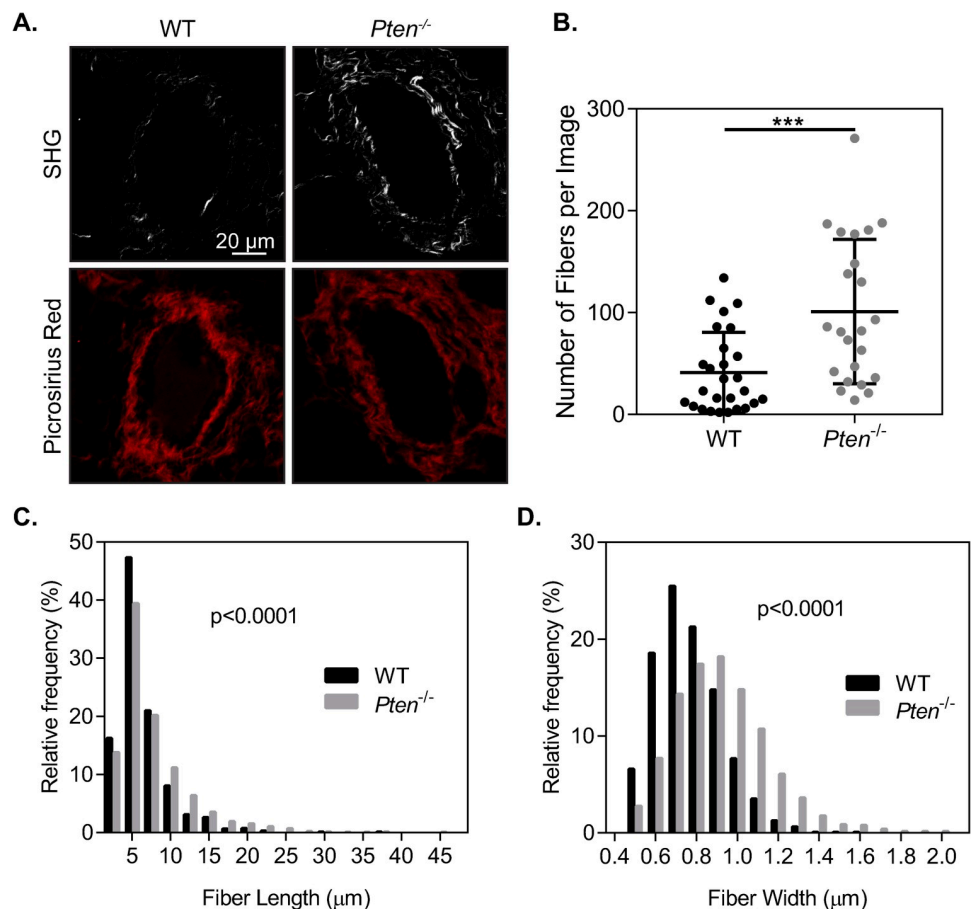 A.
WT
Pten-/-
SHG
20 µm
Picrosirius Red
B.
Number of Fibers per Image
300
200
100
0
***
WT
Pten-/-
C.
Relative frequency (%)
50
40
30
20
10
0
p<0.0001
WT
Pten-/-
5 10 15 20 25 30 35 40 45
Fiber Length (µm)
D.
Relative frequency (%)
30
20
10
0
p<0.0001
WT
Pten-/-
0.4 0.6 0.8 1.0 1.2 1.4 1.6 1.8 2.0
Fiber Width (µm)